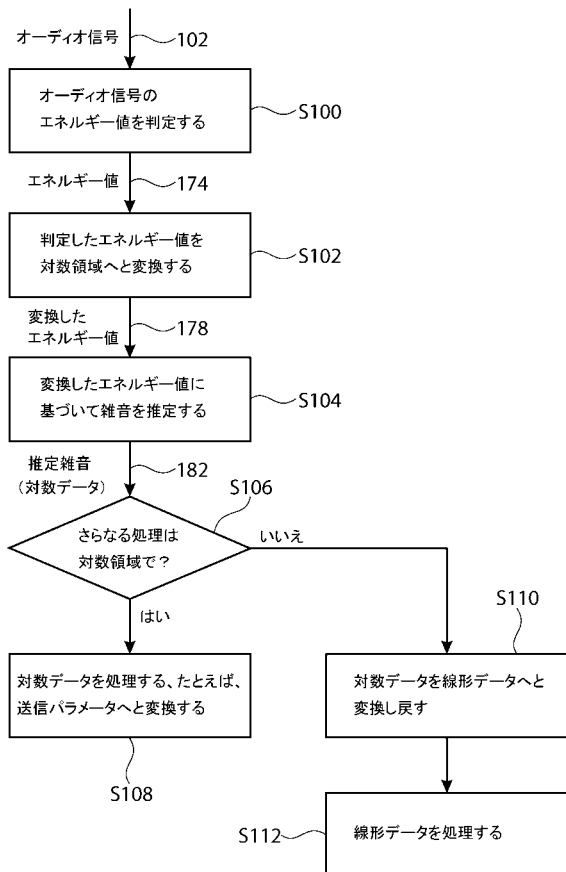 オーディオ信号
102
オーディオ信号の
エネルギー値を判定する
S100
エネルギー値
174
判定したエネルギー値を
対数領域へと変換する
S102
変換した
エネルギー値
178
変換したエネルギー値に
基づいて雑音を推定する
S104
推定雑音
(対数データ)
182
S106
さらなる処理は
対数領域で？
いいえ
はい
S110
対数データを処理する、たとえば、
送信パラメータへと変換する
S108
対数データを線形データへと
変換し戻す
S112
線形データを処理する